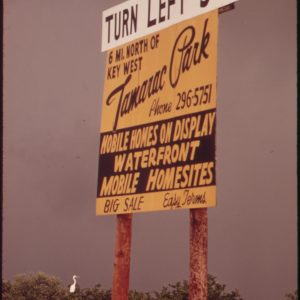 TURN LEFT
6 MI. NORTH OF
KEY WEST
Tamarac Park
Phone 296-5751
MOBILE HOMES ON DISPLAY
WATERFRONT
MOBILE HOMESITES
BIG SALE Easy Terms